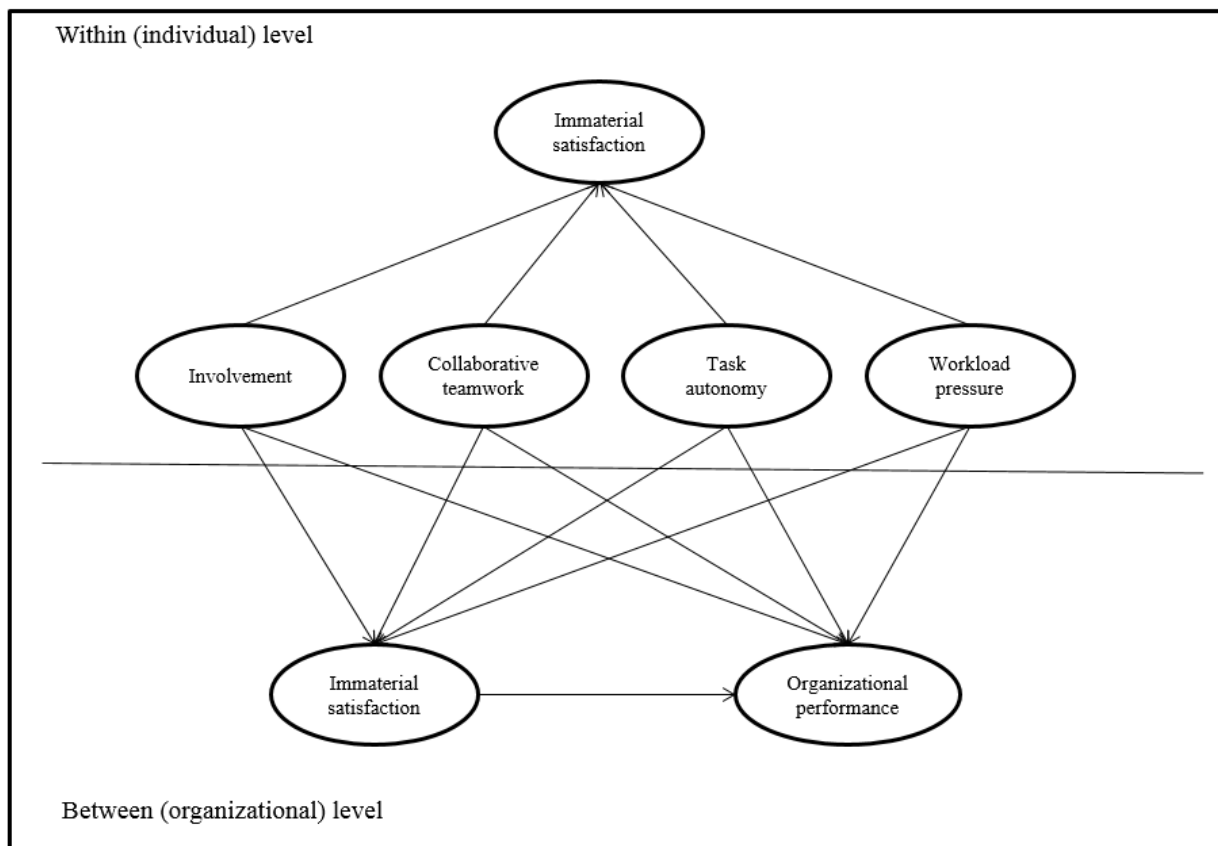 Within (individual) level
Immaterial
satisfaction
Involvement
Collaborative
teamwork
Task
autonomy
Workload
pressure
Immaterial
satisfaction
Organizational
performance
Between (organizational) level